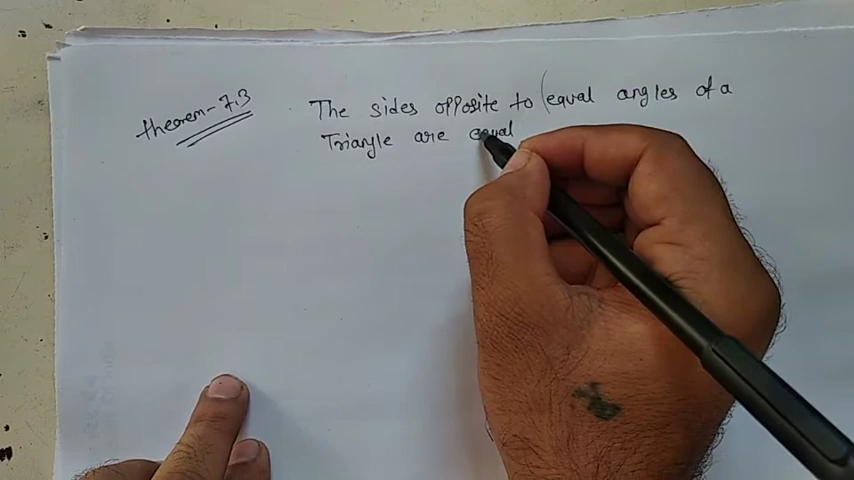 theorem-7.3
The sides opposite to (equal angles of a
Triangle are equal